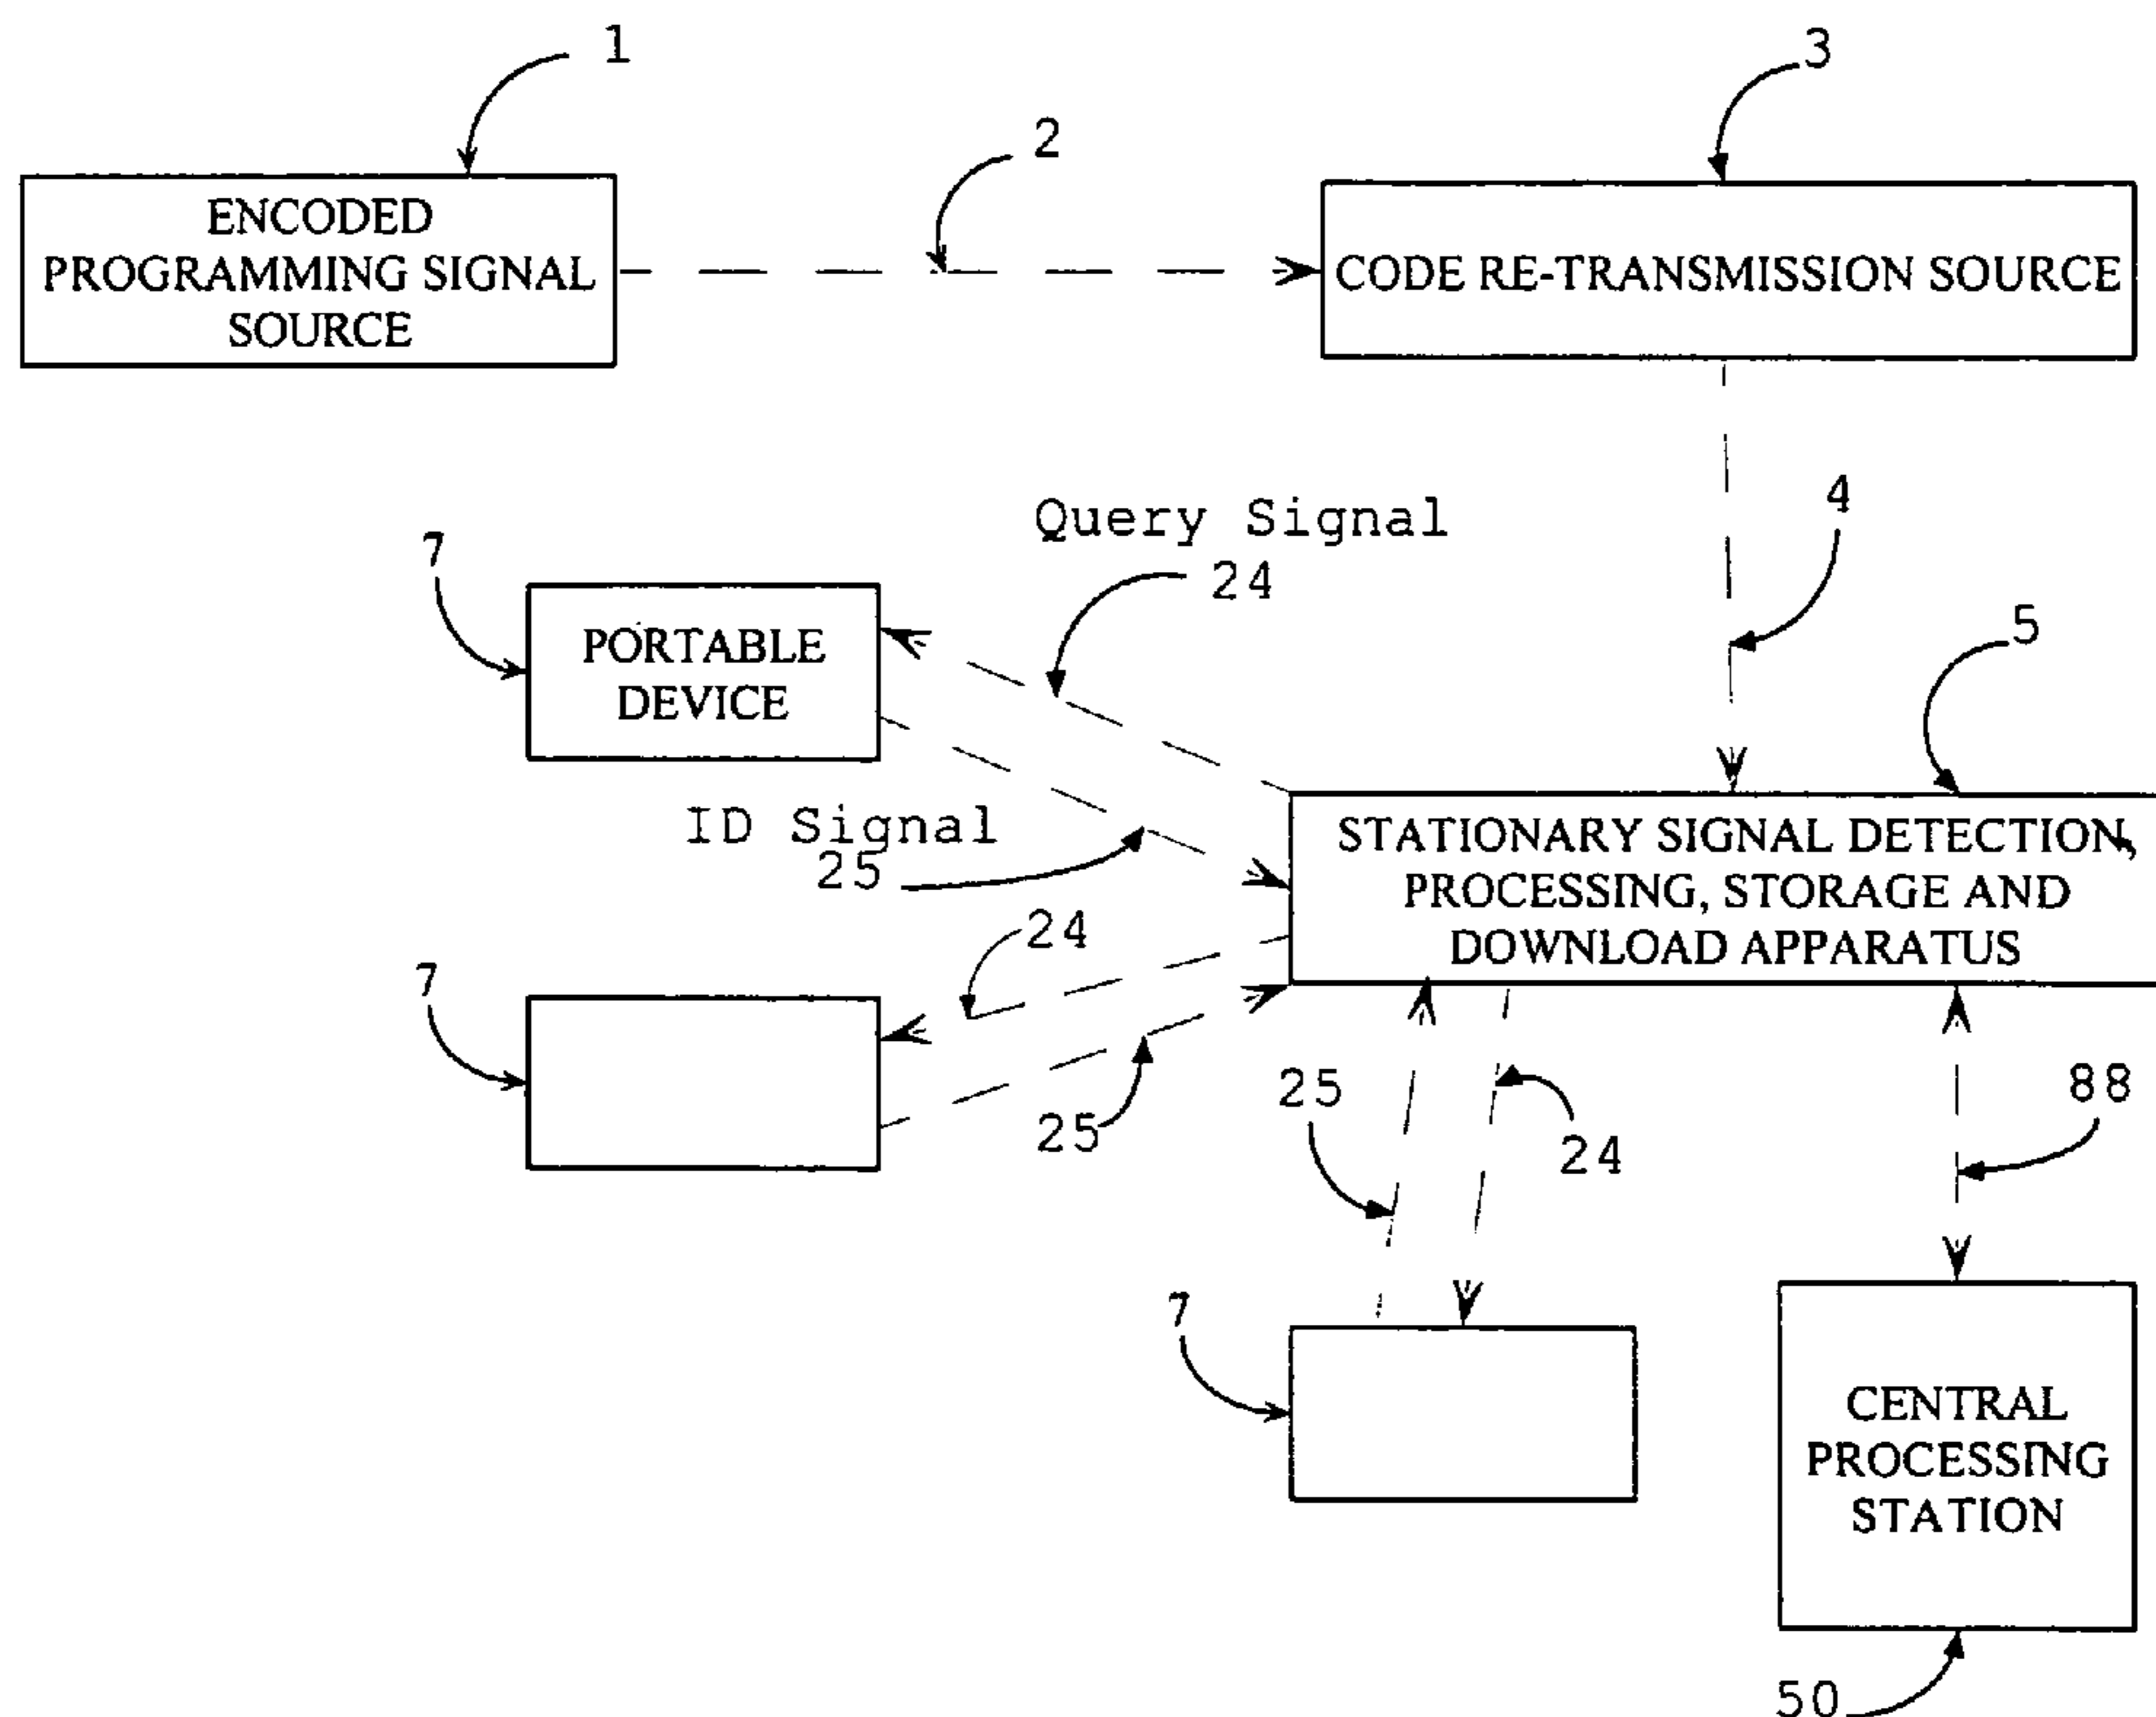 1
3
2
ENCODED
PROGRAMMING SIGNAL
SOURCE
CODE RE-TRANSMISSION SOURCE
4
Query Signal
24
7
PORTABLE
DEVICE
5
ID Signal
25
STATIONARY SIGNAL DETECTION,
PROCESSING, STORAGE AND
DOWNLOAD APPARATUS
24
7
25
25
24
88
7
CENTRAL
PROCESSING
STATION
50